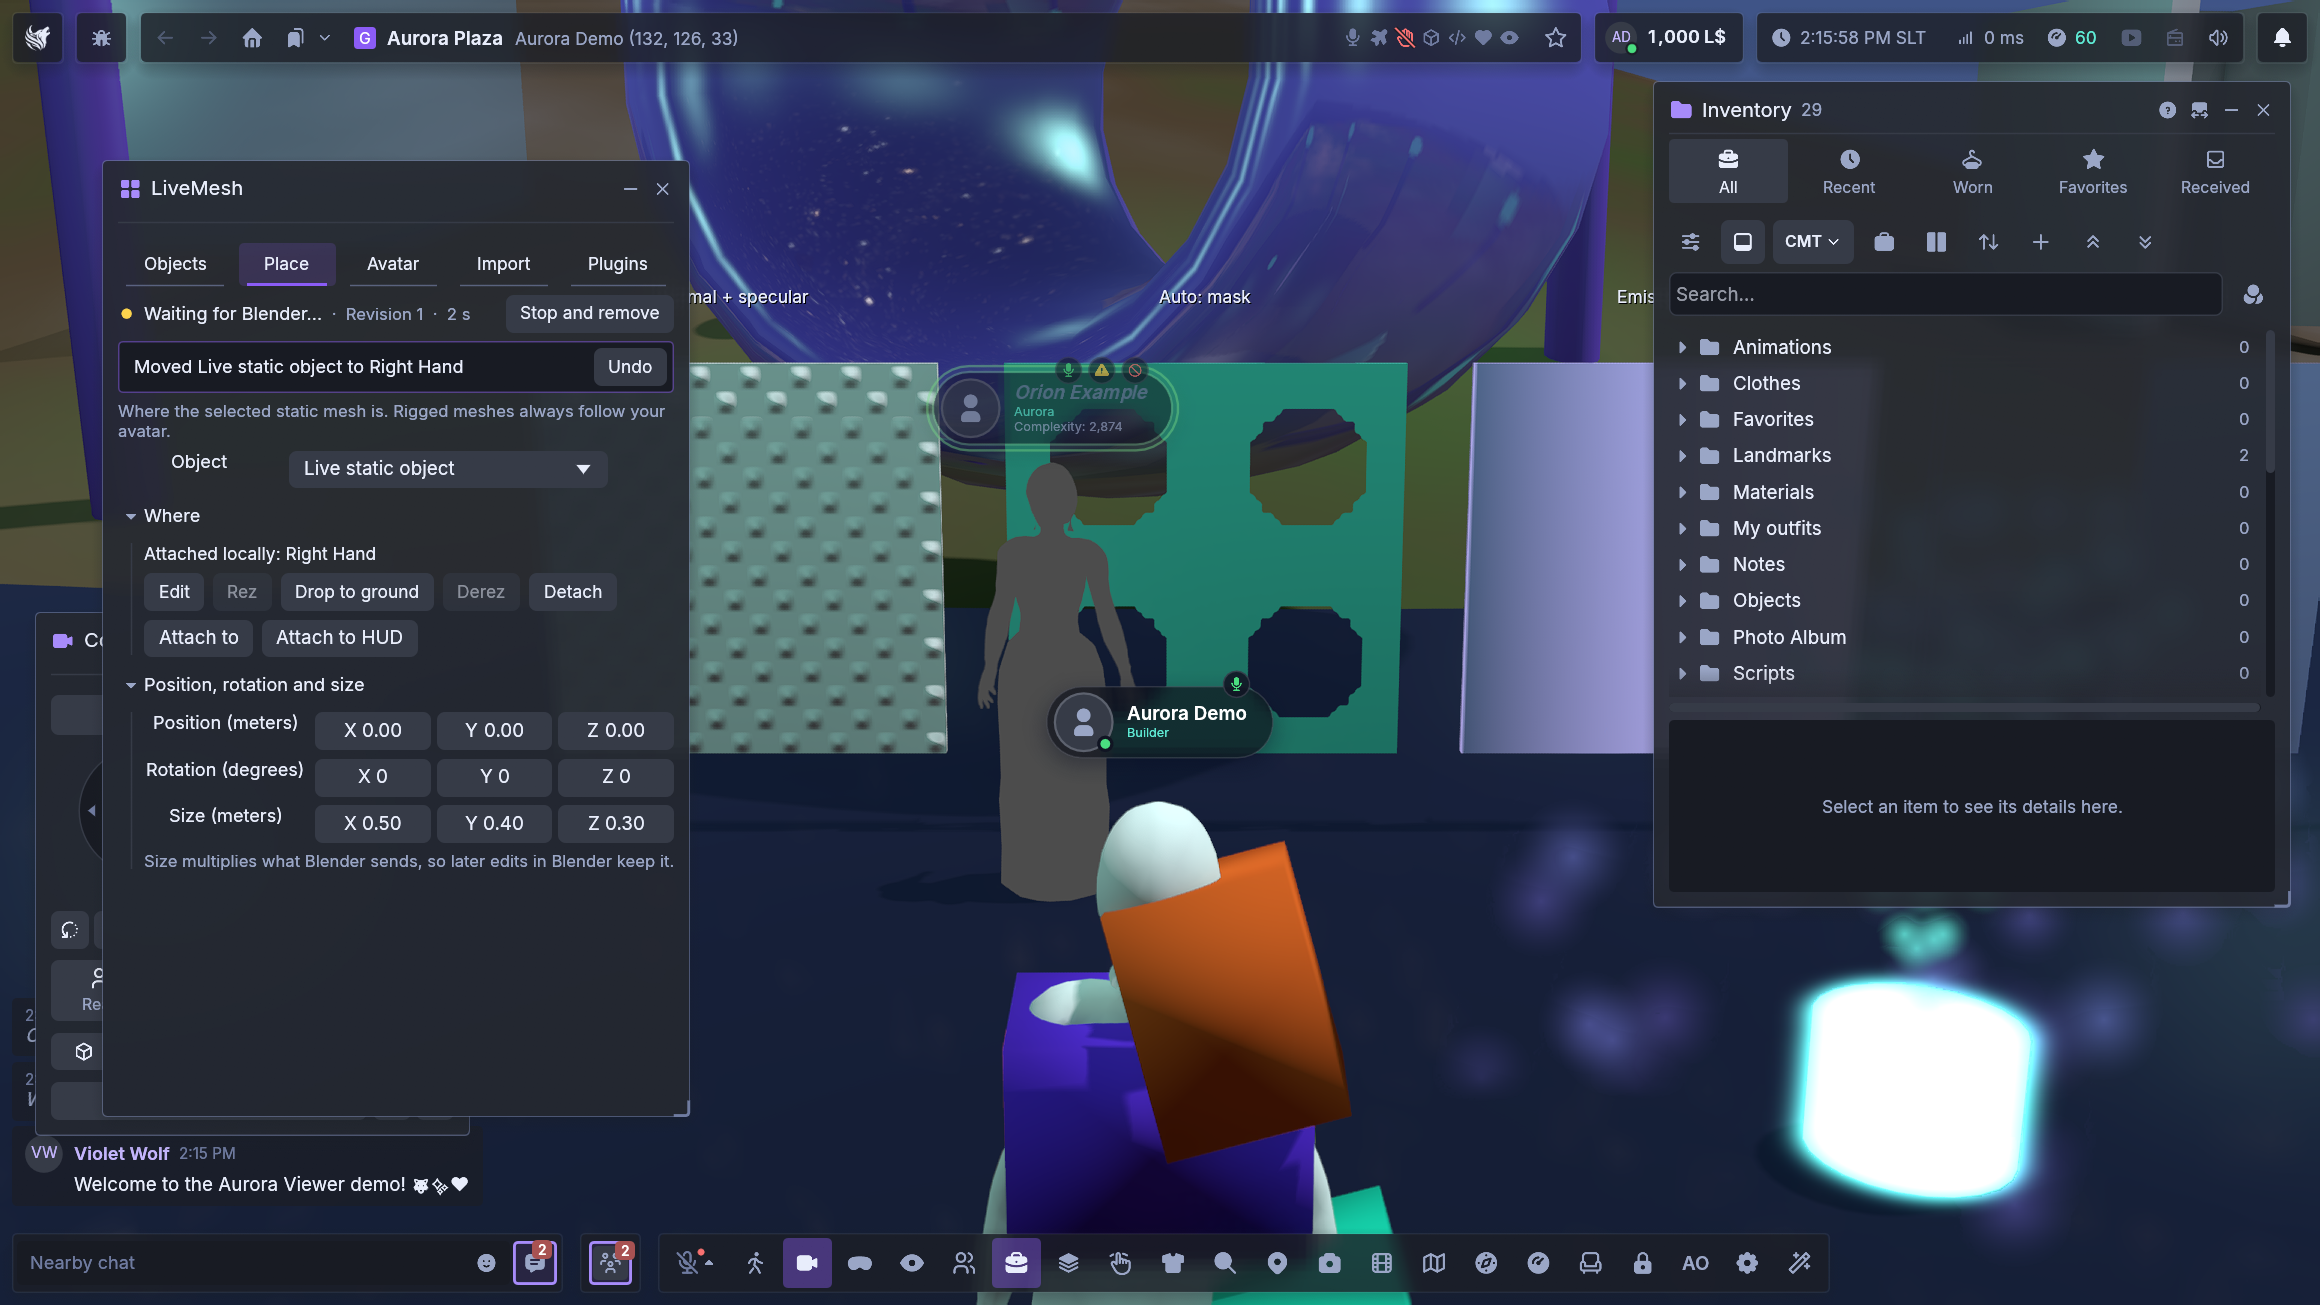 G Aurora Plaza Aurora Demo (132, 126, 33)
AD 1,000 L$
2:15:58 PM SLT 0 ms 60
LiveMesh
Objects Place Avatar Import Plugins
Waiting for Blender... · Revision 1 · 2 s Stop and remove
Moved Live static object to Right Hand Undo
Where the selected static mesh is. Rigged meshes always follow your
avatar.
Object Live static object
Where
Attached locally: Right Hand
Edit Rez Drop to ground Derez Detach
Attach to Attach to HUD
Position, rotation and size
Position (meters) X 0.00 Y 0.00 Z 0.00
Rotation (degrees) X 0 Y 0 Z 0
Size (meters) X 0.50 Y 0.40 Z 0.30
Size multiplies what Blender sends, so later edits in Blender keep it.
mal + specular
Auto: mask
Emis
Orion Example
Aurora
Complexity: 2,874
Aurora Demo
Builder
Inventory 29
All Recent Worn Favorites Received
CMT
Search...
Animations 0
Clothes 0
Favorites 0
Landmarks 2
Materials 0
My outfits 0
Notes 0
Objects 0
Photo Album 0
Scripts 0
Select an item to see its details here.
Co
Re
VW Violet Wolf 2:15 PM
Welcome to the Aurora Viewer demo!
Nearby chat 2 2
AO